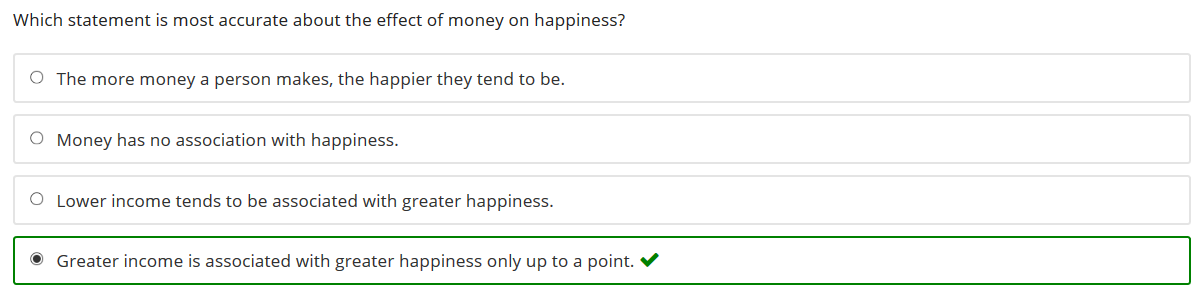 Which statement is most accurate about the effect of money on happiness?
The more money a person makes, the happier they tend to be.
Money has no association with happiness.
Lower income tends to be associated with greater happiness.
Greater income is associated with greater happiness only up to a point.